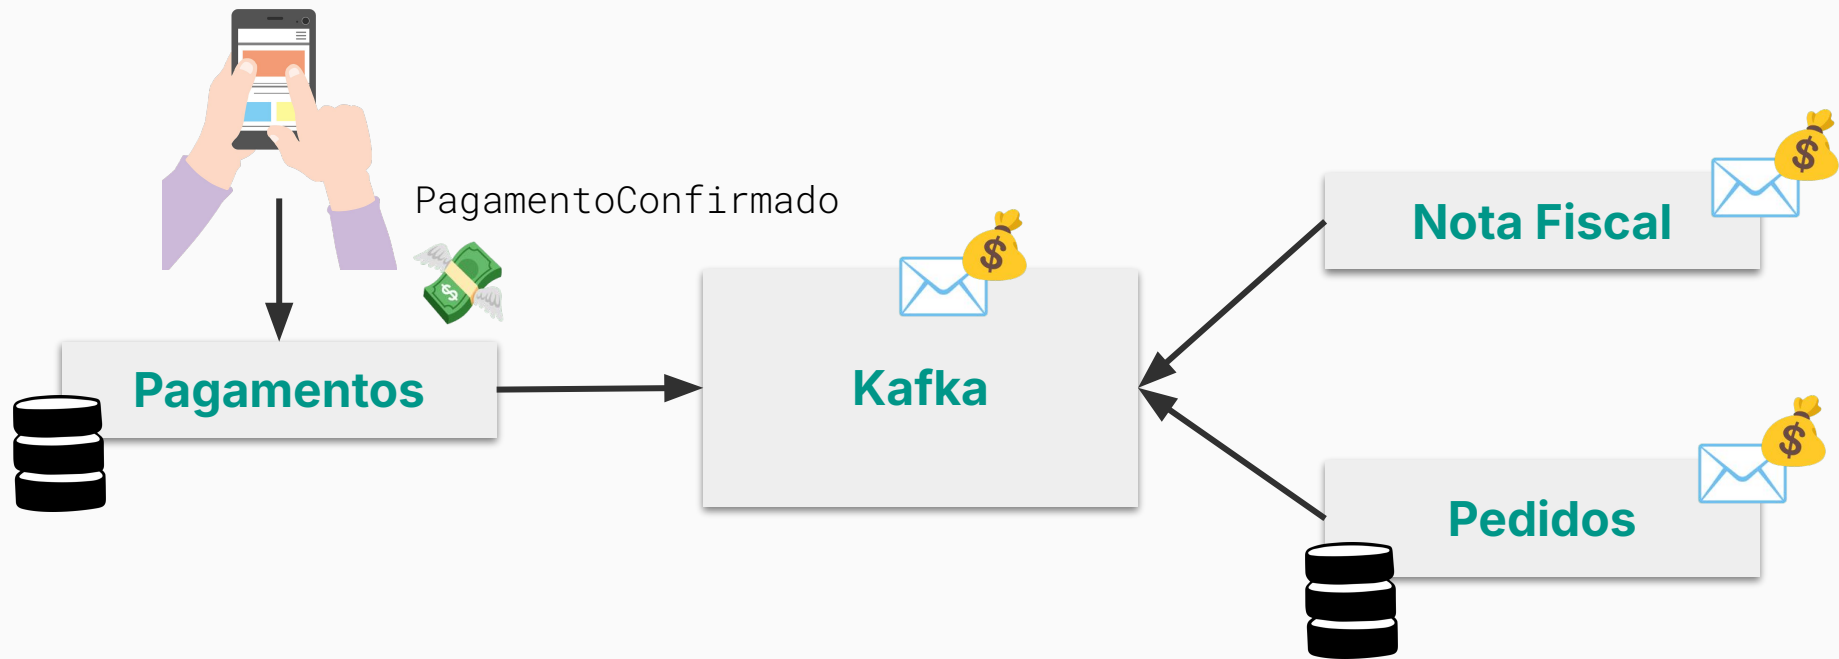 PagamentoConfirmado
Nota Fiscal
Pagamentos
Kafka
Pedidos